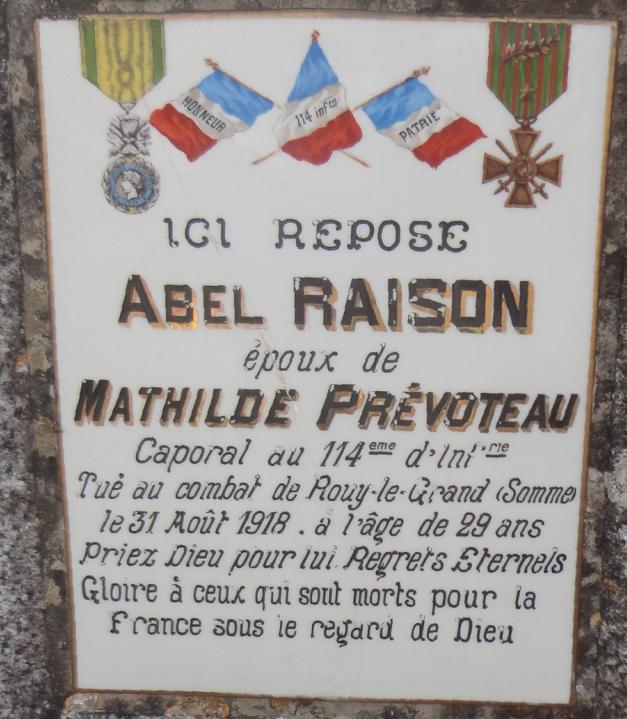 HONNEUR
114 infie
PATRIE
ICI REPOSE
ABEL RAISON
époux de
MATHILDE PRÉVOTEAU
Caporal au 114ème d'Infrie
Tué au combat de Rouy-le-Grand (Somme)
le 31 Août 1918. à l'âge de 29 ans
Priez Dieu pour lui Regrets Eternels
Gloire à ceux qui sont morts pour la
France sous le regard de Dieu